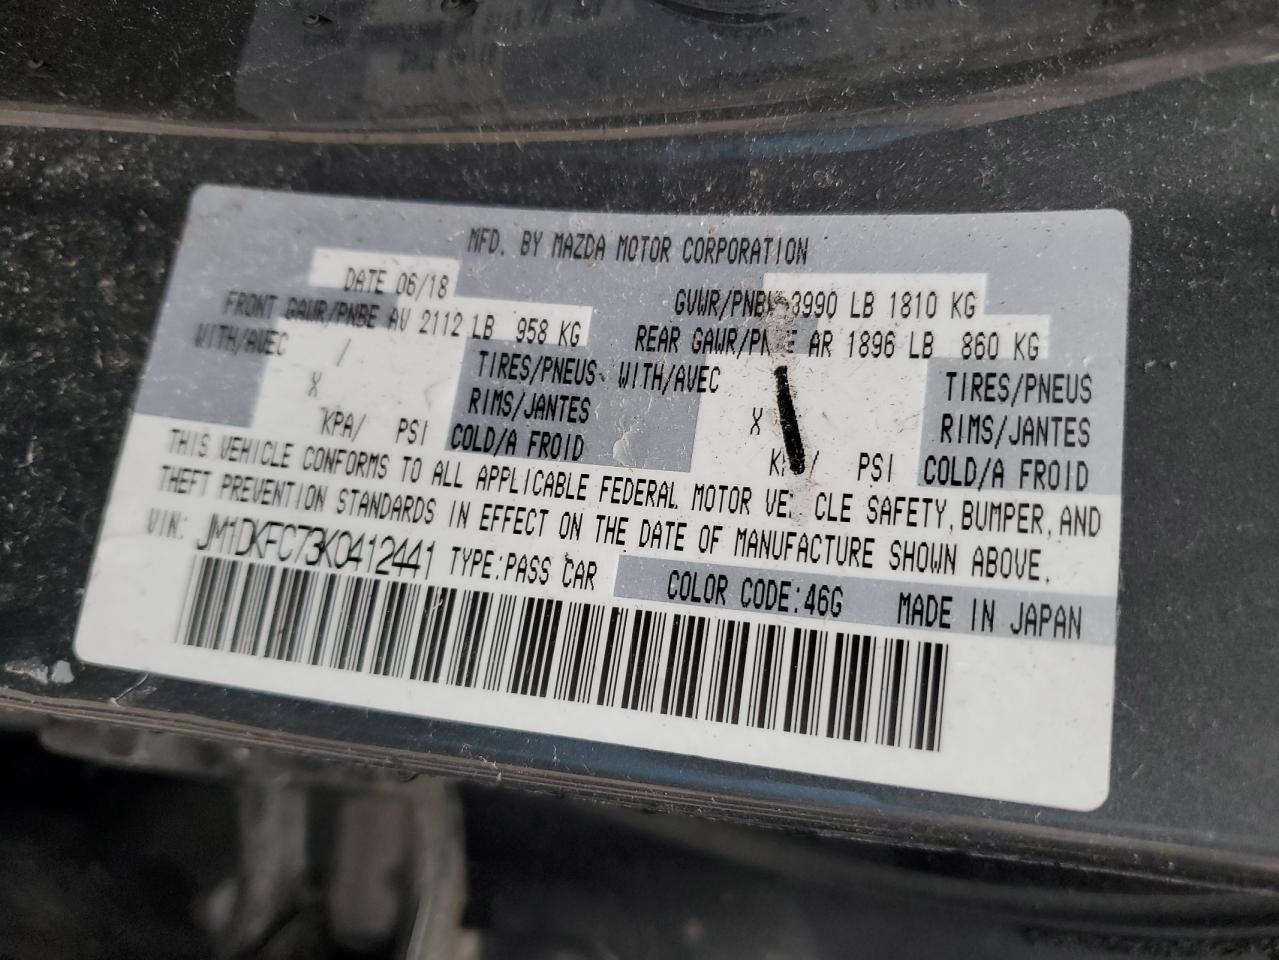 MFD. BY MAZDA MOTOR CORPORATION
DATE 06/18 GVWR/PNBV 3990 LB 1810 KG
FRONT GAWR/PNBE AV 2112 LB 958 KG REAR GAWR/PNBE AR 1896 LB 860 KG
WITH/AVEC / TIRES/PNEUS WITH/AVEC TIRES/PNEUS
X RIMS/JANTES X RIMS/JANTES
KPA/ PSI COLD/A FROID KPA/ PSI COLD/A FROID
THIS VEHICLE CONFORMS TO ALL APPLICABLE FEDERAL MOTOR VEHICLE SAFETY, BUMPER, AND
THEFT PREVENTION STANDARDS IN EFFECT ON THE DATE OF MANUFACTURE SHOWN ABOVE.
VIN: JM1DKFC73K0412441 TYPE:PASS CAR COLOR CODE:46G MADE IN JAPAN